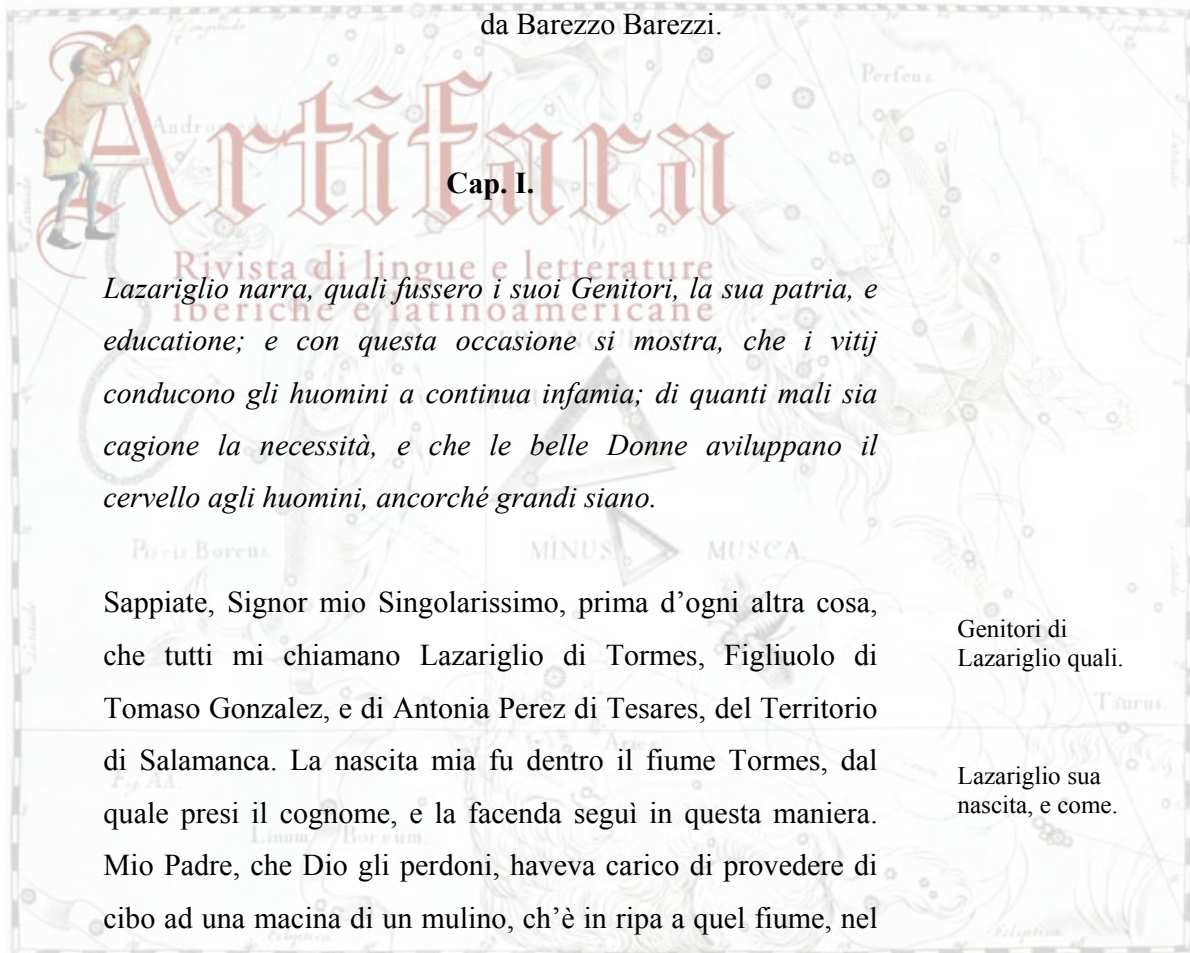 da Barezzo Barezzi.
Artifara
Rivista di lingue e letterature
iberiche e latinoamericane
Cap. I.
Lazariglio narra, quali fussero i suoi Genitori, la sua patria, e
educatione; e con questa occasione si mostra, che i vitij
conducono gli huomini a continua infamia; di quanti mali sia
cagione la necessità, e che le belle Donne aviluppano il
cervello agli huomini, ancorché grandi siano.
Sappiate, Signor mio Singolarissimo, prima d'ogni altra cosa,
che tutti mi chiamano Lazariglio di Tormes, Figliuolo di
Tomaso Gonzalez, e di Antonia Perez di Tesares, del Territorio
di Salamanca. La nascita mia fu dentro il fiume Tormes, dal
quale presi il cognome, e la facenda seguì in questa maniera.
Mio Padre, che Dio gli perdoni, haveva carico di provedere di
cibo ad una macina di un mulino, ch'è in ripa a quel fiume, nel
Genitori di
Lazariglio quali.
Lazariglio sua
nascita, e come.
Perseus
Andromeda
Piscis Boreus
MINUS
MUSCA.
Taurus.
Aries
Linum Boreum